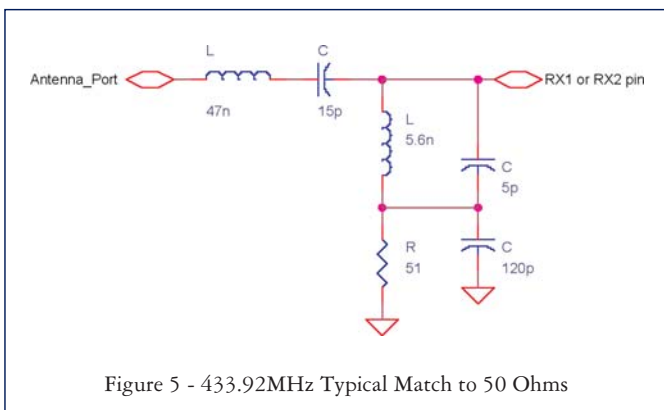 L
C
Antenna_Port
RX1 or RX2 pin
47n
15p
L
5.6n
C
5p
R
51
C
120p
Figure 5 - 433.92MHz Typical Match to 50 Ohms